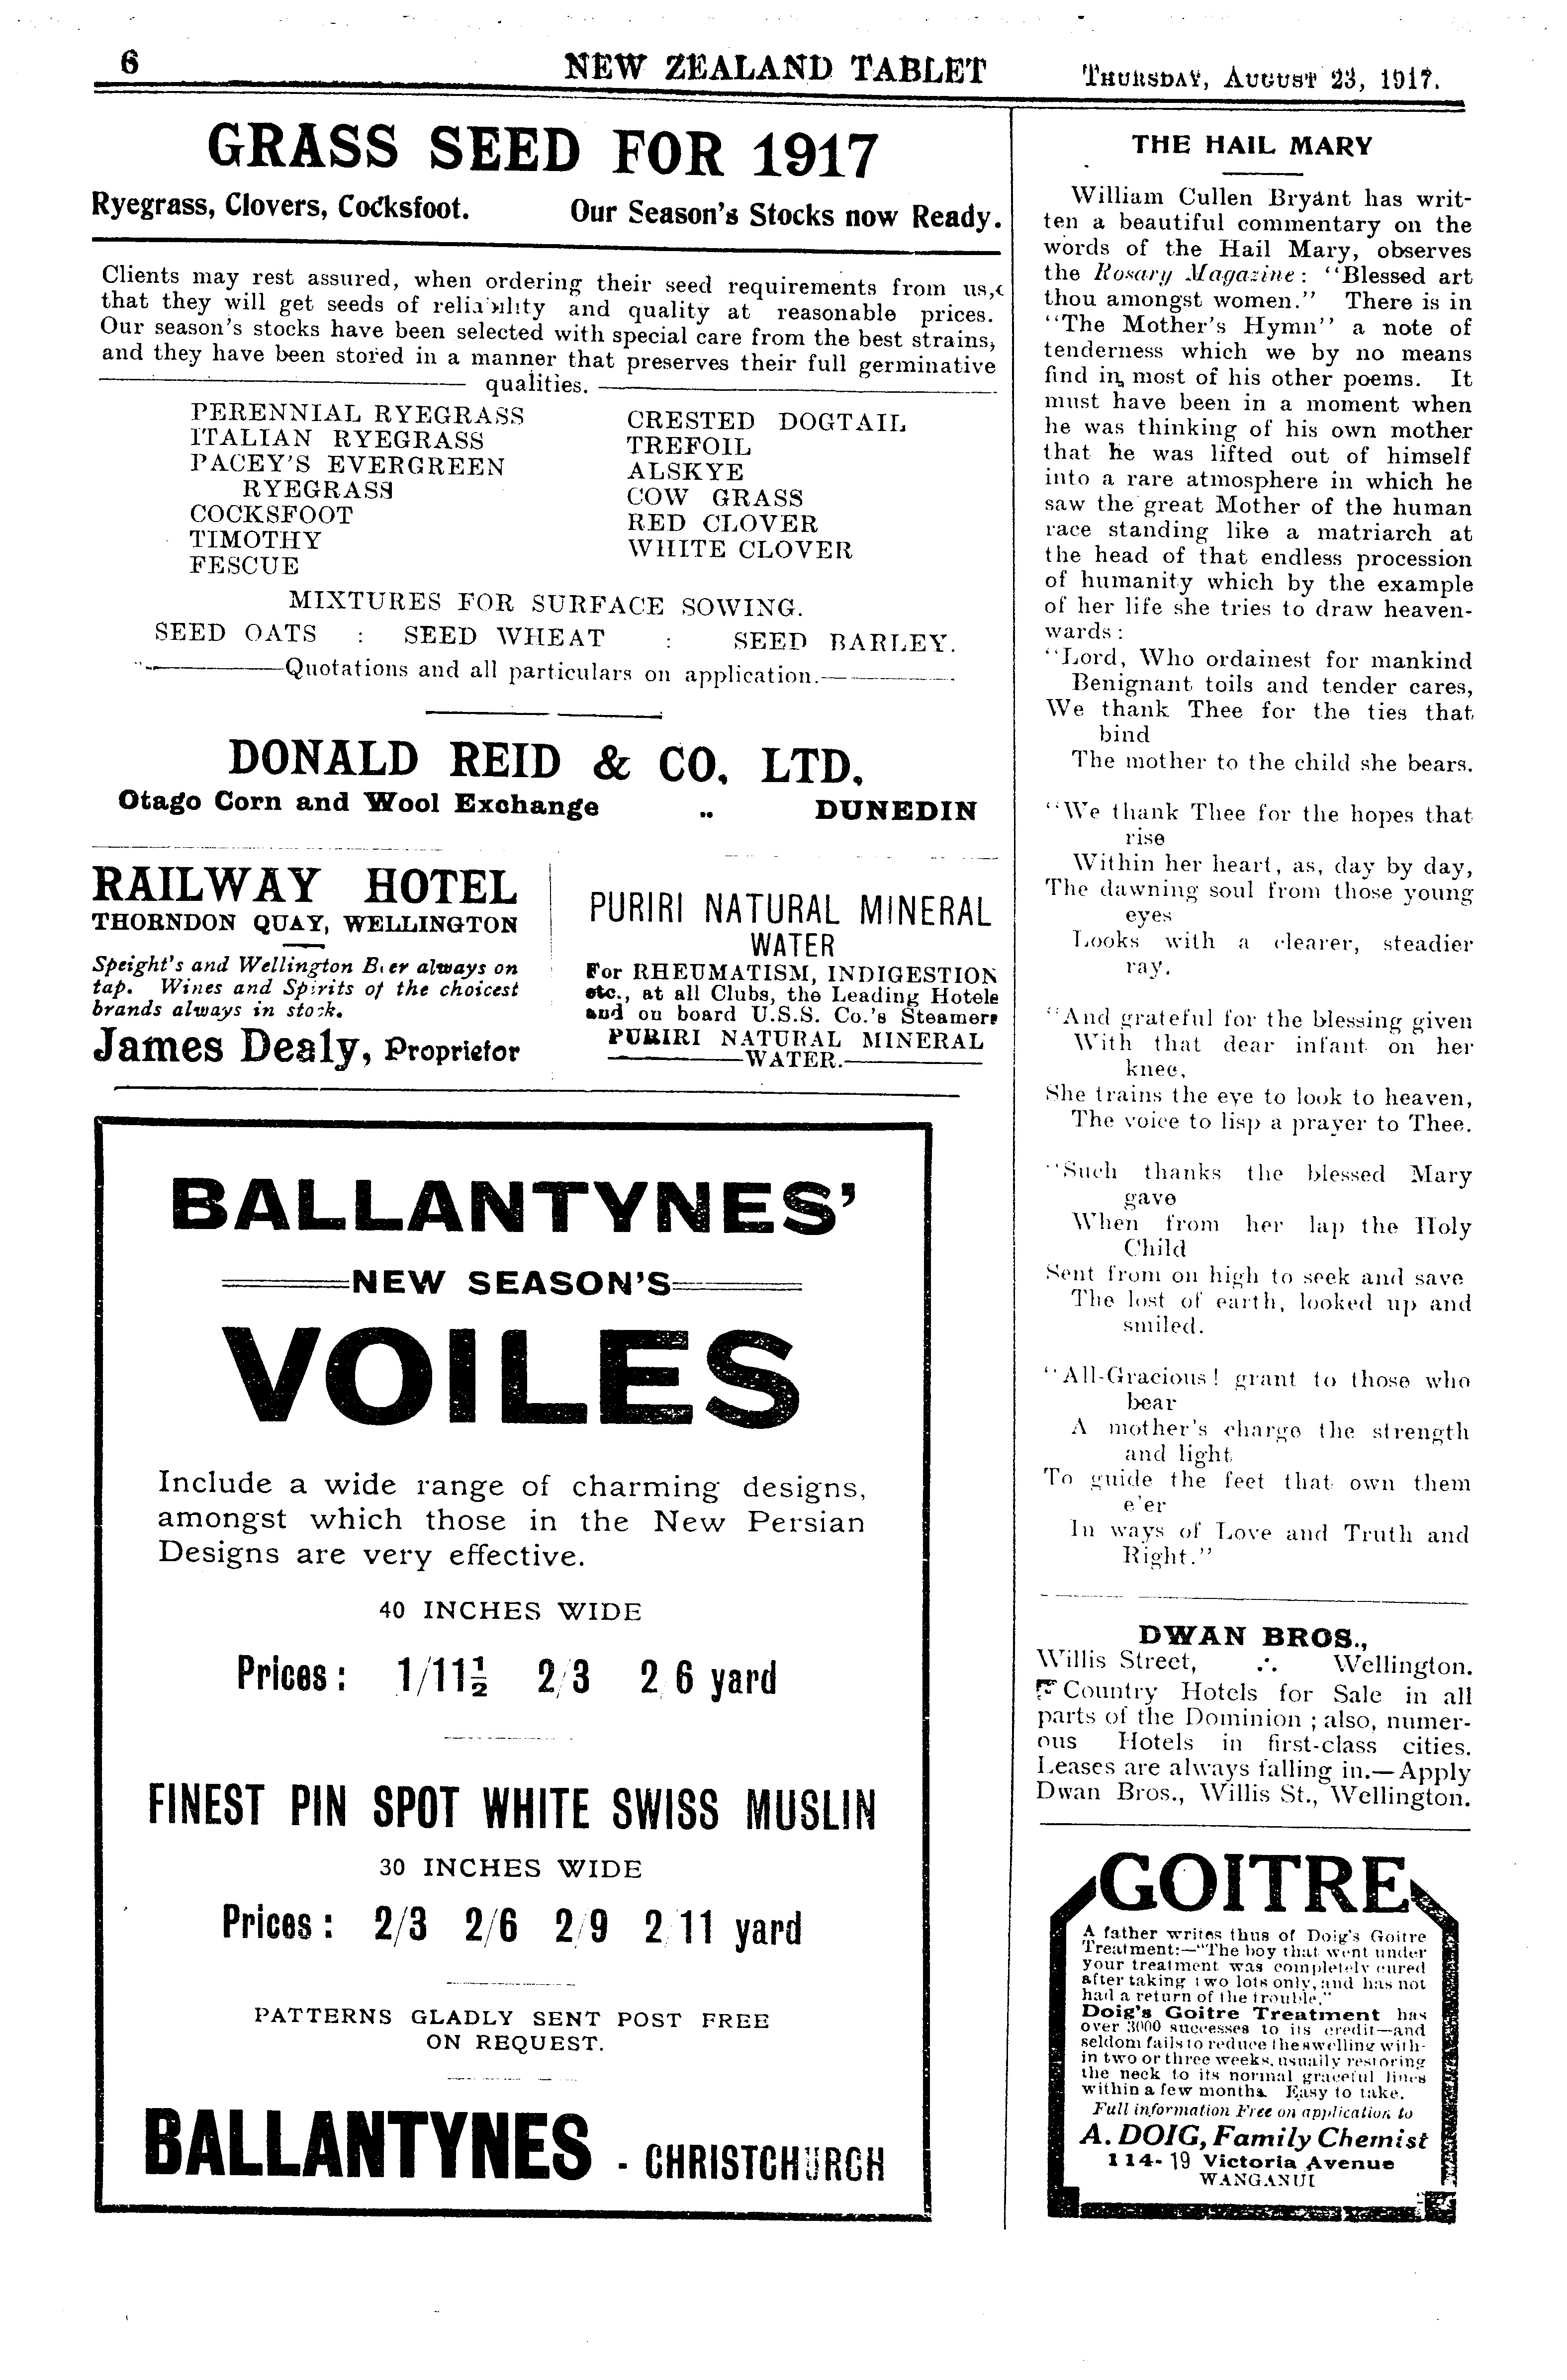 6
NEW ZEALAND TABLET
THURSDAY, AUGUST 23, 1917.
GRASS SEED FOR 1917
Ryegrass, Clovers, Cocksfoot.
Our Season's Stocks now Ready.
Clients may rest assured, when ordering their seed requirements from us,
that they will get seeds of reliability and quality at reasonable prices.
Our season's stocks have been selected with special care from the best strains,
and they have been stored in a manner that preserves their full germinative
qualities.
PERENNIAL RYEGRASS
ITALIAN RYEGRASS
PACEY'S EVERGREEN
RYEGRASS
COCKSFOOT
TIMOTHY
FESCUE
CRESTED DOGTAIL
TREFOIL
ALSKYE
COW GRASS
RED CLOVER
WHITE CLOVER
MIXTURES FOR SURFACE SOWING.
SEED OATS : SEED WHEAT : SEED BARLEY.
Quotations and all particulars on application.
DONALD REID & CO. LTD.
Otago Corn and Wool Exchange .. DUNEDIN
RAILWAY HOTEL
THORNDON QUAY, WELLINGTON
Speight's and Wellington Beer always on
tap. Wines and Spirits of the choicest
brands always in stock.
James Dealy, Proprietor
PURIRI NATURAL MINERAL
WATER
For RHEUMATISM, INDIGESTION
etc., at all Clubs, the Leading Hotels
and on board U.S.S. Co.'s Steamers
PURIRI NATURAL MINERAL
WATER.
BALLANTYNES'
NEW SEASON'S
VOILES
Include a wide range of charming designs,
amongst which those in the New Persian
Designs are very effective.
40 INCHES WIDE
Prices: 1/11½ 2/3 2/6 yard
FINEST PIN SPOT WHITE SWISS MUSLIN
30 INCHES WIDE
Prices: 2/3 2/6 2/9 2/11 yard
PATTERNS GLADLY SENT POST FREE
ON REQUEST.
BALLANTYNES - CHRISTCHURCH
THE HAIL MARY
William Cullen Bryant has writ-
ten a beautiful commentary on the
words of the Hail Mary, observes
the Rosary Magazine: "Blessed art
thou amongst women." There is in
"The Mother's Hymn" a note of
tenderness which we by no means
find in most of his other poems. It
must have been in a moment when
he was thinking of his own mother
that he was lifted out of himself
into a rare atmosphere in which he
saw the great Mother of the human
race standing like a matriarch at
the head of that endless procession
of humanity which by the example
of her life she tries to draw heaven-
wards:
"Lord, Who ordainest for mankind
Benignant toils and tender cares,
We thank Thee for the ties that
bind
The mother to the child she bears.
"We thank Thee for the hopes that
rise
Within her heart, as, day by day,
The dawning soul from those young
eyes
Looks with a clearer, steadier
ray.
"And grateful for the blessing given
With that dear infant on her
knee,
She trains the eye to look to heaven,
The voice to lisp a prayer to Thee.
"Such thanks the blessed Mary
gave
When from her lap the Holy
Child
Sent from on high to seek and save
The lost of earth, looked up and
smiled.
"All-Gracious! grant to those who
bear
A mother's charge the strength
and light
To guide the feet that own them
e'er
In ways of Love and Truth and
Right."
DWAN BROS.,
Willis Street, .·. Wellington.
Country Hotels for Sale in all
parts of the Dominion; also, numer-
ous Hotels in first-class cities.
Leases are always falling in.—Apply
Dwan Bros., Willis St., Wellington.
GOITRE
A father writes thus of Doig's Goitre
Treatment:—"The boy that went under
your treatment was completely cured
after taking two lots only, and has not
had a return of the trouble."
Doig's Goitre Treatment has
over 3000 successes to its credit—and
seldom fails to reduce the swelling with-
in two or three weeks, usually restoring
the neck to its normal graceful lines
within a few months. Easy to take.
Full information Free on application to
A. DOIG, Family Chemist
114-19 Victoria Avenue
WANGANUI